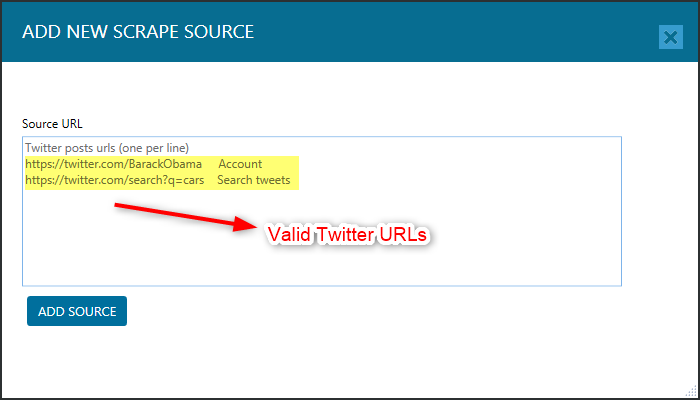 ADD NEW SCRAPE SOURCE
Source URL
Twitter posts urls (one per line)
https://twitter.com/BarackObama Account
https://twitter.com/search?q=cars Search tweets
Valid Twitter URLs
ADD SOURCE